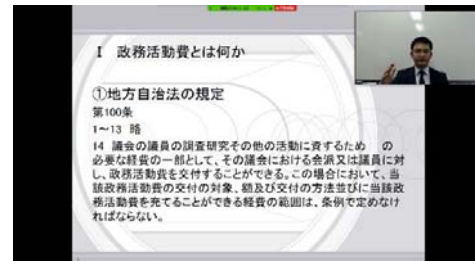 Ⅰ　政務活動費とは何か
①地方自治法の規定
第100条
1～13 略
14 議会の議員の調査研究その他の活動に資するため　の
必要な経費の一部として、その議会における会派又は議員に対
し、政務活動費を交付することができる。この場合において、当
該政務活動費の交付の対象、額及び交付の方法並びに当該政
務活動費を充てることができる経費の範囲は、条例で定めなけ
ればならない。